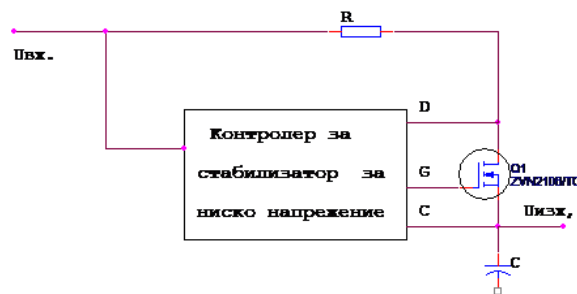 R
Uвх.
D
Контролер за
стабилизатор за
ниско напрежение
G
Q1
ZVN2106/TO
C
Uизх,
C